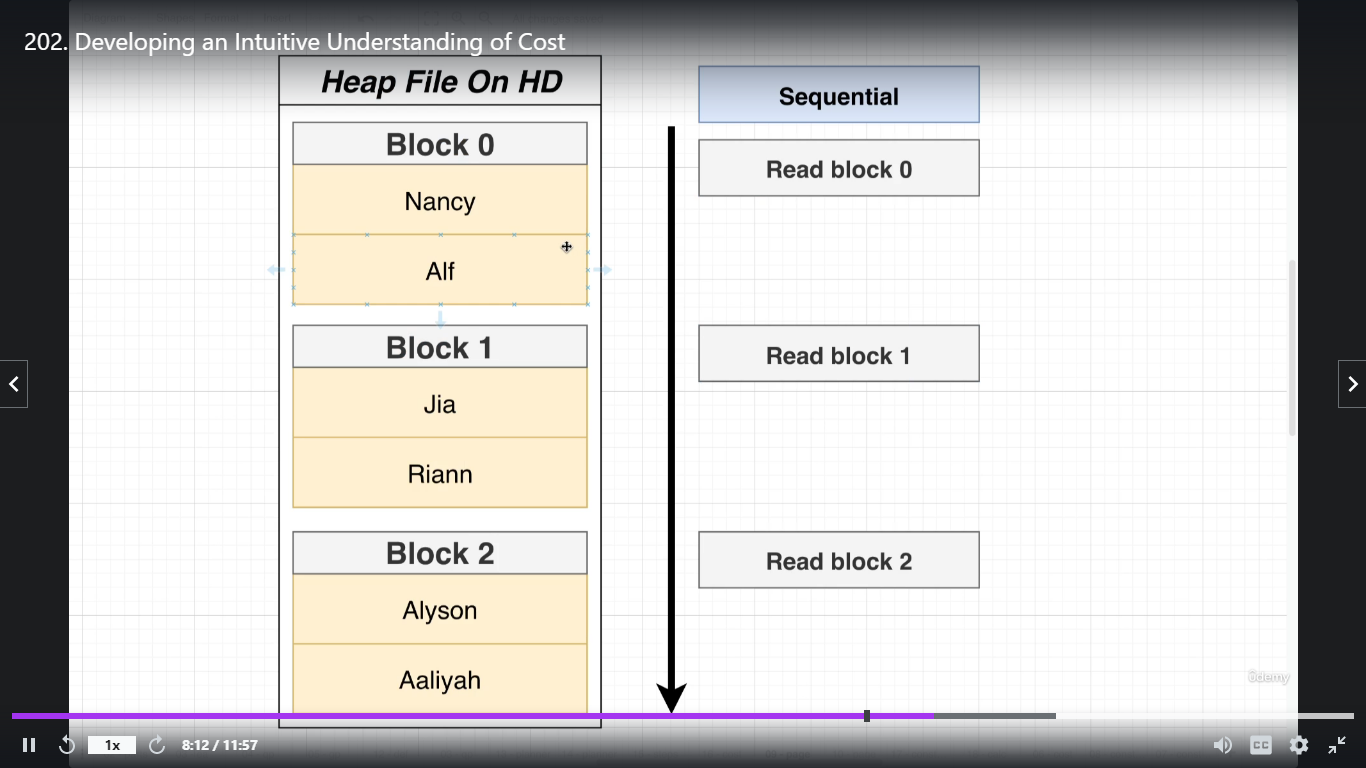 202. Developing an Intuitive Understanding of Cost
Heap File On HD
Block 0
Nancy
Alf
Block 1
Jia
Riann
Block 2
Alyson
Aaliyah
Sequential
Read block 0
Read block 1
Read block 2
ûdemy
1x
8:12 / 11:57
CC